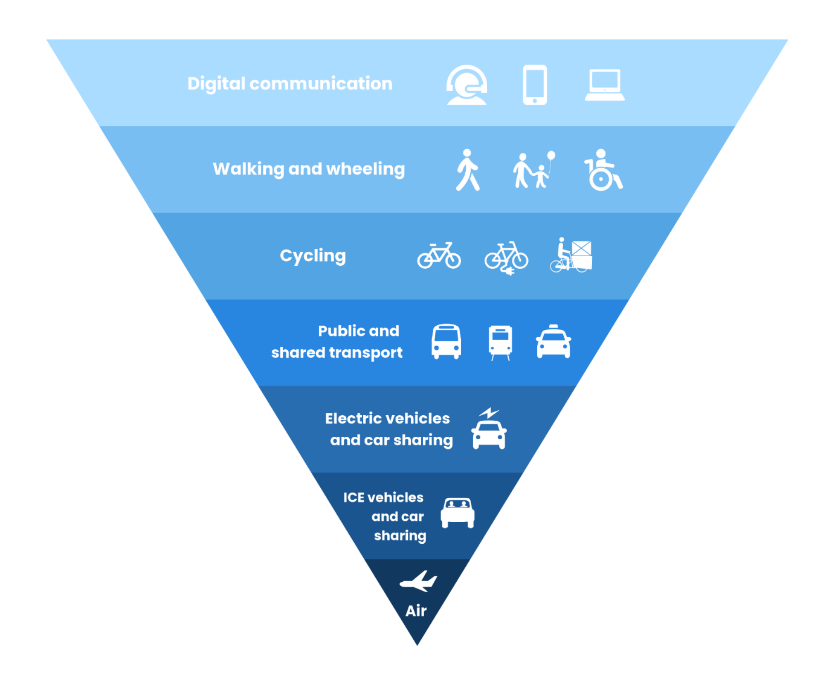 Digital communication
Walking and wheeling
Cycling
Public and
shared transport
Electric vehicles
and car sharing
ICE vehicles
and car
sharing
Air